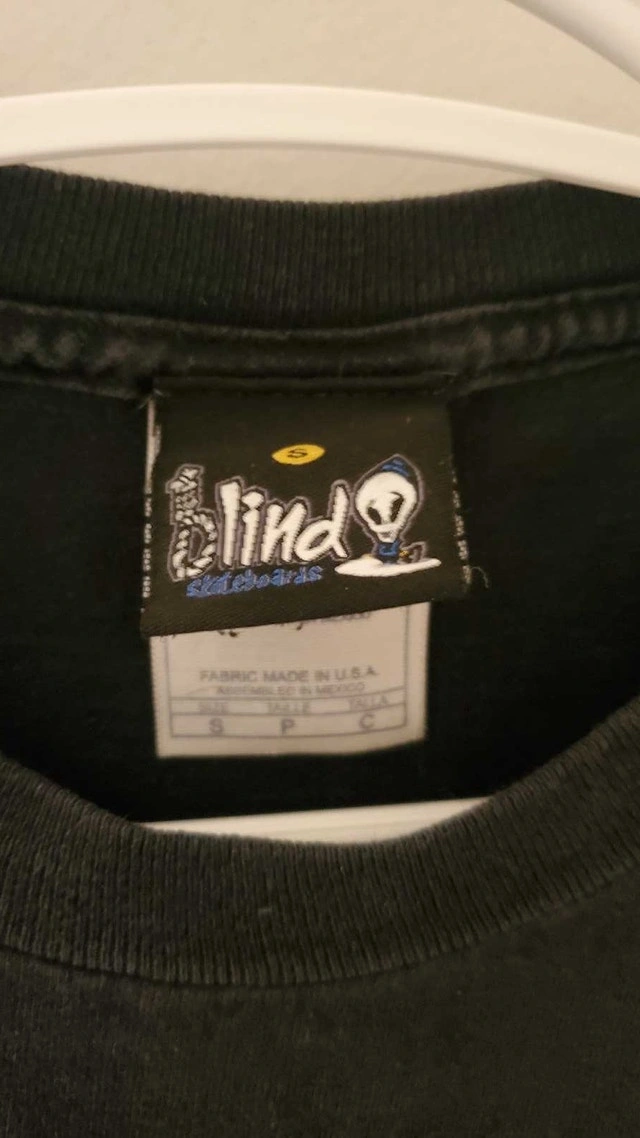 S
blind
skateboards
FABRIC MADE IN U.S.A.
ASSEMBLED IN MEXICO
SIZE TAILLE TALLA
S P C